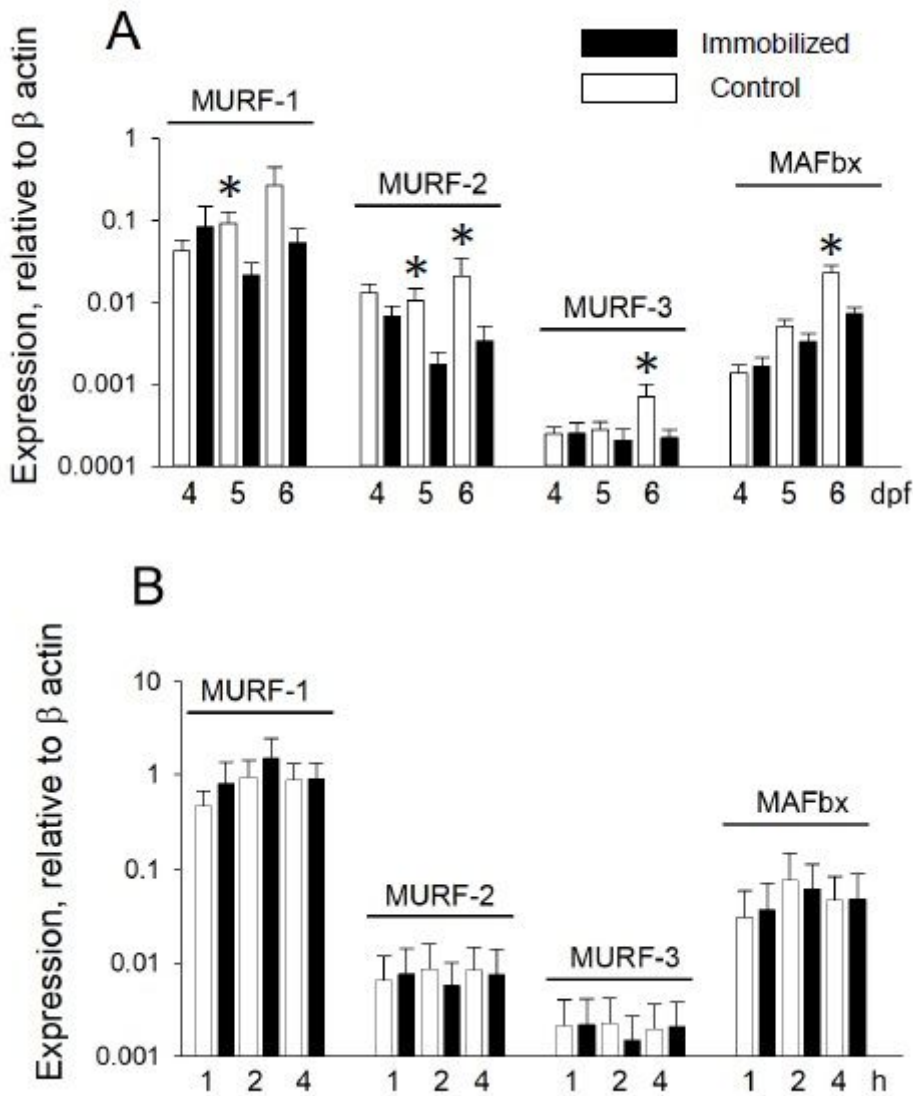 A
Immobilized
Control
Expression, relative to β actin
MURF-1
MURF-2
MURF-3
MAFbx
1
0.1
0.01
0.001
0.0001
* * * * *
4 5 6 4 5 6 4 5 6 4 5 6 dpf
B
Expression, relative to β actin
MURF-1
MURF-2
MURF-3
MAFbx
10
1
0.1
0.01
0.001
1 2 4 1 2 4 1 2 4 1 2 4 h